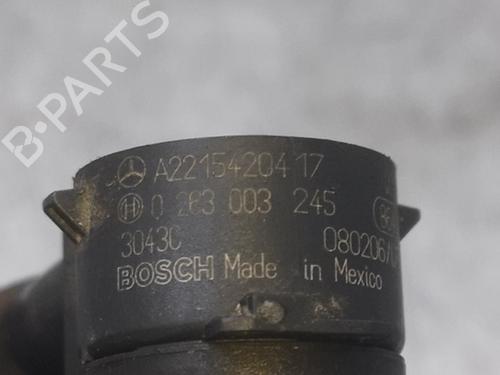 B-PARTS
A2215420417
0 263 003 245
3043C
080206/
BOSCH Made in Mexico